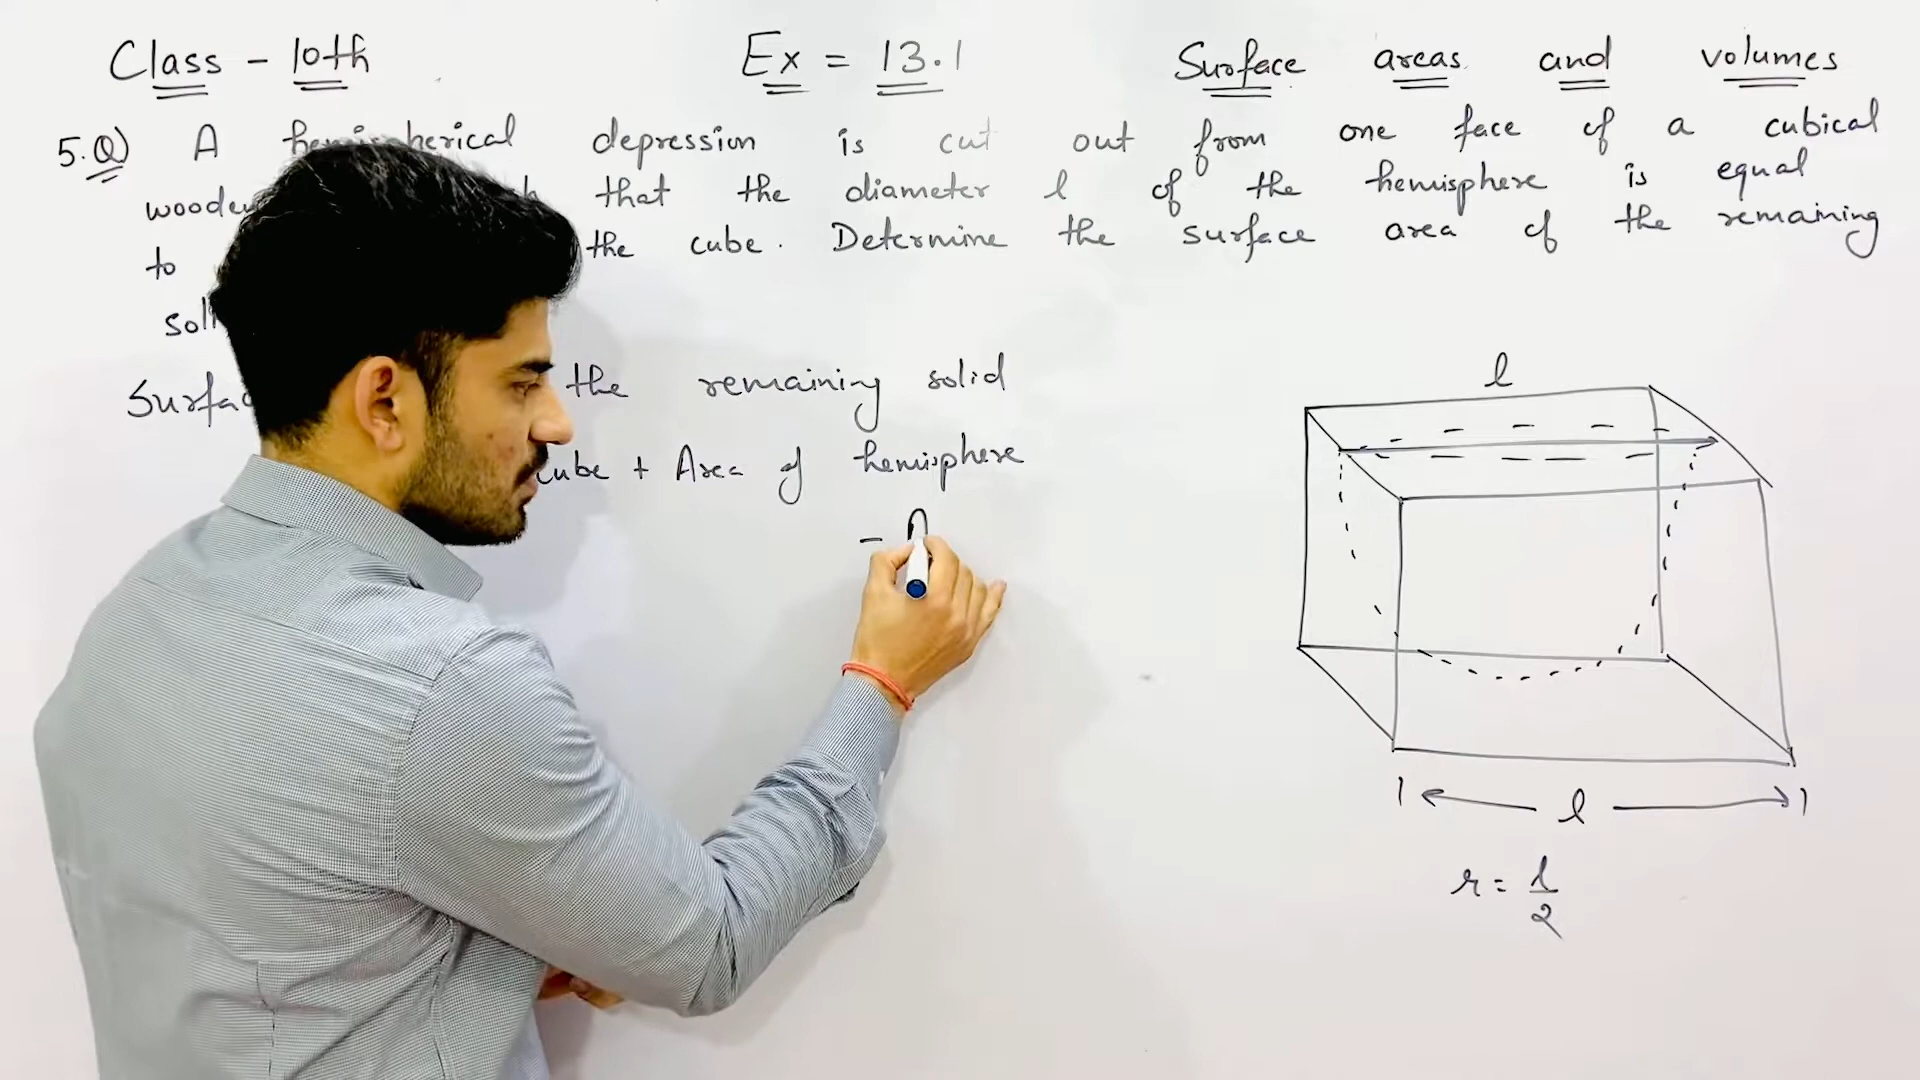 Class - 10th Ex = 13.1 Surface areas and volumes
5.Q) A hemispherical depression is cut out from one face of a cubical
wooden that the diameter l of the hemisphere is equal
to the cube. Determine the surface area of the remaining
soli
Surfac the remaining solid
cube + Area of hemisphere
-
l
l
r = l/2